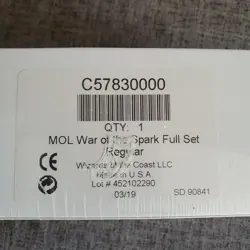 C57830000
QTY: 1
MOL War of the Spark Full Set
Regular
Wizards of the Coast LLC
Made in U.S.A
Lot # 452102290
03/19
SD 90841
CE